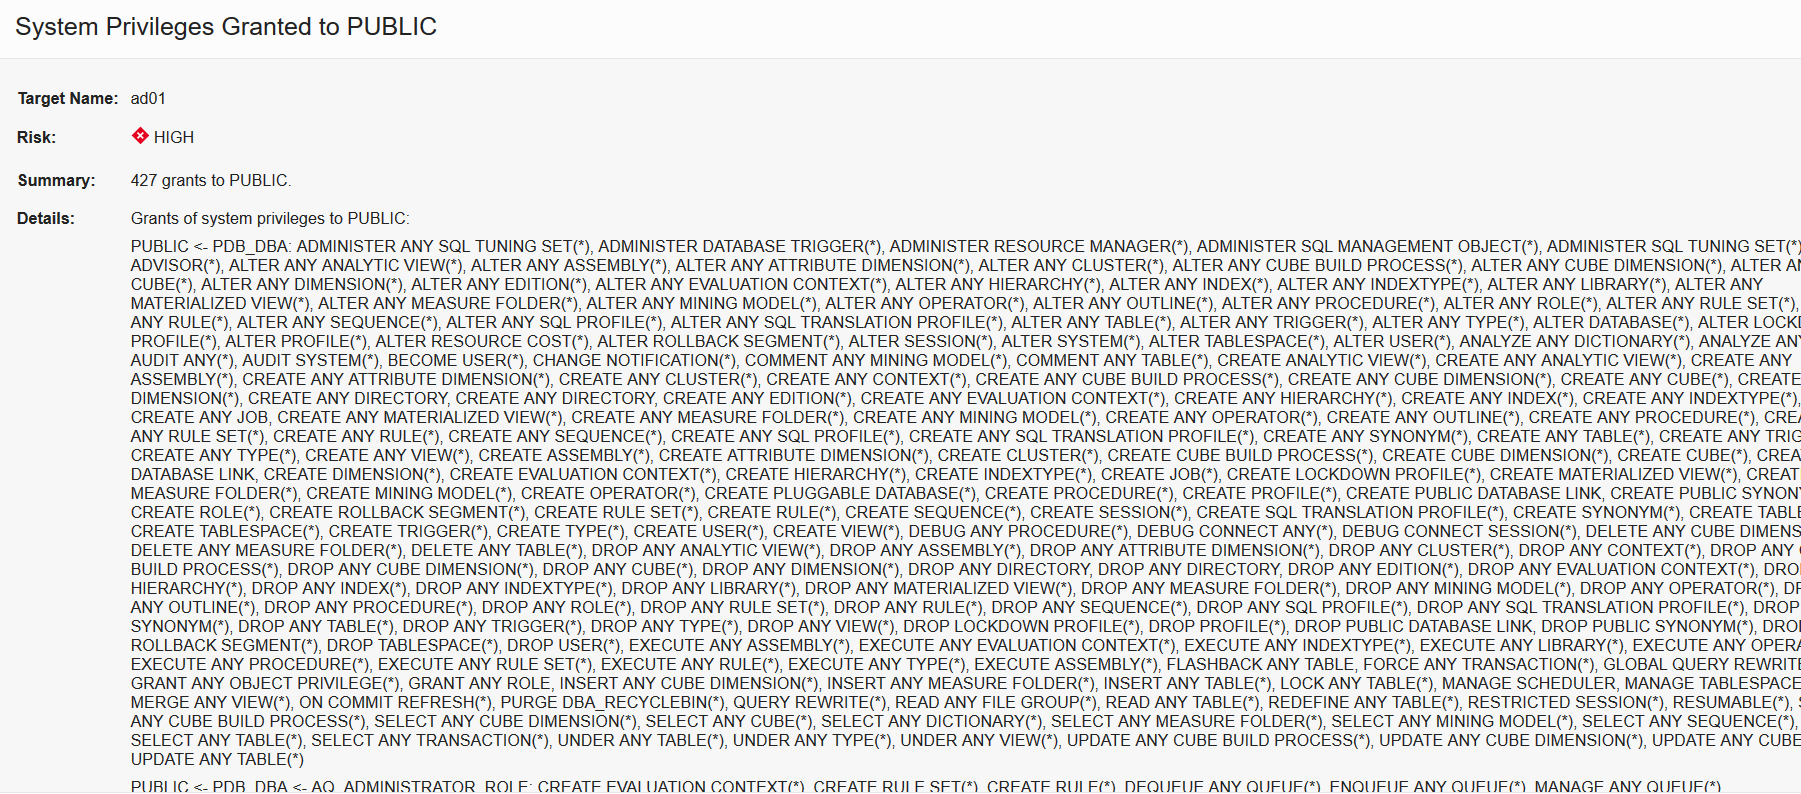 System Privileges Granted to PUBLIC
Target Name: ad01
Risk: HIGH
Summary: 427 grants to PUBLIC.
Details: Grants of system privileges to PUBLIC:
PUBLIC <- PDB_DBA: ADMINISTER ANY SQL TUNING SET(*), ADMINISTER DATABASE TRIGGER(*), ADMINISTER RESOURCE MANAGER(*), ADMINISTER SQL MANAGEMENT OBJECT(*), ADMINISTER SQL TUNING SET(*)
ADVISOR(*), ALTER ANY ANALYTIC VIEW(*), ALTER ANY ASSEMBLY(*), ALTER ANY ATTRIBUTE DIMENSION(*), ALTER ANY CLUSTER(*), ALTER ANY CUBE BUILD PROCESS(*), ALTER ANY CUBE DIMENSION(*), ALTER
CUBE(*), ALTER ANY DIMENSION(*), ALTER ANY EDITION(*), ALTER ANY EVALUATION CONTEXT(*), ALTER ANY HIERARCHY(*), ALTER ANY INDEX(*), ALTER ANY INDEXTYPE(*), ALTER ANY LIBRARY(*), ALTER ANY
MATERIALIZED VIEW(*), ALTER ANY MEASURE FOLDER(*), ALTER ANY MINING MODEL(*), ALTER ANY OPERATOR(*), ALTER ANY OUTLINE(*), ALTER ANY PROCEDURE(*), ALTER ANY ROLE(*), ALTER ANY RULE SET(*),
ANY RULE(*), ALTER ANY SEQUENCE(*), ALTER ANY SQL PROFILE(*), ALTER ANY SQL TRANSLATION PROFILE(*), ALTER ANY TABLE(*), ALTER ANY TRIGGER(*), ALTER ANY TYPE(*), ALTER DATABASE(*), ALTER
PROFILE(*), ALTER PROFILE(*), ALTER RESOURCE COST(*), ALTER ROLLBACK SEGMENT(*), ALTER SESSION(*), ALTER SYSTEM(*), ALTER TABLESPACE(*), ALTER USER(*), ANALYZE ANY DICTIONARY(*), ANALYZE
AUDIT ANY(*), AUDIT SYSTEM(*), BECOME USER(*), CHANGE NOTIFICATION(*), COMMENT ANY MINING MODEL(*), COMMENT ANY TABLE(*), CREATE ANALYTIC VIEW(*), CREATE ANY ANALYTIC VIEW(*), CREATE ANY
ASSEMBLY(*), CREATE ANY ATTRIBUTE DIMENSION(*), CREATE ANY CLUSTER(*), CREATE ANY CONTEXT(*), CREATE ANY CUBE BUILD PROCESS(*), CREATE ANY CUBE DIMENSION(*), CREATE ANY CUBE(*), CREATE
DIMENSION(*), CREATE ANY DIRECTORY, CREATE ANY DIRECTORY, CREATE ANY EDITION(*), CREATE ANY EVALUATION CONTEXT(*), CREATE ANY HIERARCHY(*), CREATE ANY INDEX(*), CREATE ANY INDEXTYPE(*),
CREATE ANY JOB, CREATE ANY MATERIALIZED VIEW(*), CREATE ANY MEASURE FOLDER(*), CREATE ANY MINING MODEL(*), CREATE ANY OPERATOR(*), CREATE ANY OUTLINE(*), CREATE ANY PROCEDURE(*),
ANY RULE SET(*), CREATE ANY RULE(*), CREATE ANY SEQUENCE(*), CREATE ANY SQL PROFILE(*), CREATE ANY SQL TRANSLATION PROFILE(*), CREATE ANY SYNONYM(*), CREATE ANY TABLE(*), CREATE ANY
CREATE ANY TYPE(*), CREATE ANY VIEW(*), CREATE ASSEMBLY(*), CREATE ATTRIBUTE DIMENSION(*), CREATE CLUSTER(*), CREATE CUBE BUILD PROCESS(*), CREATE CUBE DIMENSION(*), CREATE CUBE(*),
DATABASE LINK, CREATE DIMENSION(*), CREATE EVALUATION CONTEXT(*), CREATE HIERARCHY(*), CREATE INDEXTYPE(*), CREATE JOB(*), CREATE LOCKDOWN PROFILE(*), CREATE MATERIALIZED VIEW(*),
MEASURE FOLDER(*), CREATE MINING MODEL(*), CREATE OPERATOR(*), CREATE PLUGGABLE DATABASE(*), CREATE PROCEDURE(*), CREATE PROFILE(*), CREATE PUBLIC DATABASE LINK, CREATE PUBLIC
CREATE ROLE(*), CREATE ROLLBACK SEGMENT(*), CREATE RULE SET(*), CREATE RULE(*), CREATE SEQUENCE(*), CREATE SESSION(*), CREATE SQL TRANSLATION PROFILE(*), CREATE SYNONYM(*), CREATE
CREATE TABLESPACE(*), CREATE TRIGGER(*), CREATE TYPE(*), CREATE USER(*), CREATE VIEW(*), DEBUG ANY PROCEDURE(*), DEBUG CONNECT ANY(*), DEBUG CONNECT SESSION(*), DELETE ANY CUBE
DELETE ANY MEASURE FOLDER(*), DELETE ANY TABLE(*), DROP ANY ANALYTIC VIEW(*), DROP ANY ASSEMBLY(*), DROP ANY ATTRIBUTE DIMENSION(*), DROP ANY CLUSTER(*), DROP ANY CONTEXT(*), DROP ANY
BUILD PROCESS(*), DROP ANY CUBE DIMENSION(*), DROP ANY CUBE(*), DROP ANY DIMENSION(*), DROP ANY DIRECTORY, DROP ANY DIRECTORY, DROP ANY EDITION(*), DROP ANY EVALUATION CONTEXT(*),
HIERARCHY(*), DROP ANY INDEX(*), DROP ANY INDEXTYPE(*), DROP ANY LIBRARY(*), DROP ANY MATERIALIZED VIEW(*), DROP ANY MEASURE FOLDER(*), DROP ANY MINING MODEL(*), DROP ANY OPERATOR(*),
ANY OUTLINE(*), DROP ANY PROCEDURE(*), DROP ANY ROLE(*), DROP ANY RULE SET(*), DROP ANY RULE(*), DROP ANY SEQUENCE(*), DROP ANY SQL PROFILE(*), DROP ANY SQL TRANSLATION PROFILE(*), DROP
SYNONYM(*), DROP ANY TABLE(*), DROP ANY TRIGGER(*), DROP ANY TYPE(*), DROP ANY VIEW(*), DROP LOCKDOWN PROFILE(*), DROP PROFILE(*), DROP PUBLIC DATABASE LINK, DROP PUBLIC SYNONYM(*),
ROLLBACK SEGMENT(*), DROP TABLESPACE(*), DROP USER(*), EXECUTE ANY ASSEMBLY(*), EXECUTE ANY EVALUATION CONTEXT(*), EXECUTE ANY INDEXTYPE(*), EXECUTE ANY LIBRARY(*), EXECUTE ANY
EXECUTE ANY PROCEDURE(*), EXECUTE ANY RULE SET(*), EXECUTE ANY RULE(*), EXECUTE ANY TYPE(*), EXECUTE ASSEMBLY(*), FLASHBACK ANY TABLE, FORCE ANY TRANSACTION(*), GLOBAL QUERY REWRITE
GRANT ANY OBJECT PRIVILEGE(*), GRANT ANY ROLE, INSERT ANY CUBE DIMENSION(*), INSERT ANY MEASURE FOLDER(*), INSERT ANY TABLE(*), LOCK ANY TABLE(*), MANAGE SCHEDULER, MANAGE TABLESPACE
MERGE ANY VIEW(*), ON COMMIT REFRESH(*), PURGE DBA_RECYCLEBIN(*), QUERY REWRITE(*), READ ANY FILE GROUP(*), READ ANY TABLE(*), REDEFINE ANY TABLE(*), RESTRICTED SESSION(*), RESUMABLE(*),
ANY CUBE BUILD PROCESS(*), SELECT ANY CUBE DIMENSION(*), SELECT ANY CUBE(*), SELECT ANY DICTIONARY(*), SELECT ANY MEASURE FOLDER(*), SELECT ANY MINING MODEL(*), SELECT ANY SEQUENCE(*),
SELECT ANY TABLE(*), SELECT ANY TRANSACTION(*), UNDER ANY TABLE(*), UNDER ANY TYPE(*), UNDER ANY VIEW(*), UPDATE ANY CUBE BUILD PROCESS(*), UPDATE ANY CUBE DIMENSION(*), UPDATE ANY CUBE
UPDATE ANY TABLE(*)
PUBLIC <- PDB_DBA <- AQ_ADMINISTRATOR_ROLE: CREATE EVALUATION CONTEXT(*), CREATE RULE SET(*), CREATE RULE(*), DEQUEUE ANY QUEUE(*), ENQUEUE ANY QUEUE(*), MANAGE ANY QUEUE(*)